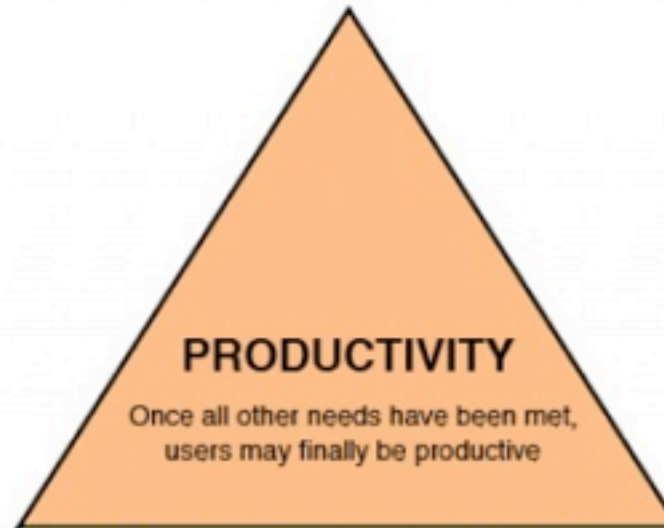 PRODUCTIVITY
Once all other needs have been met,
users may finally be productive